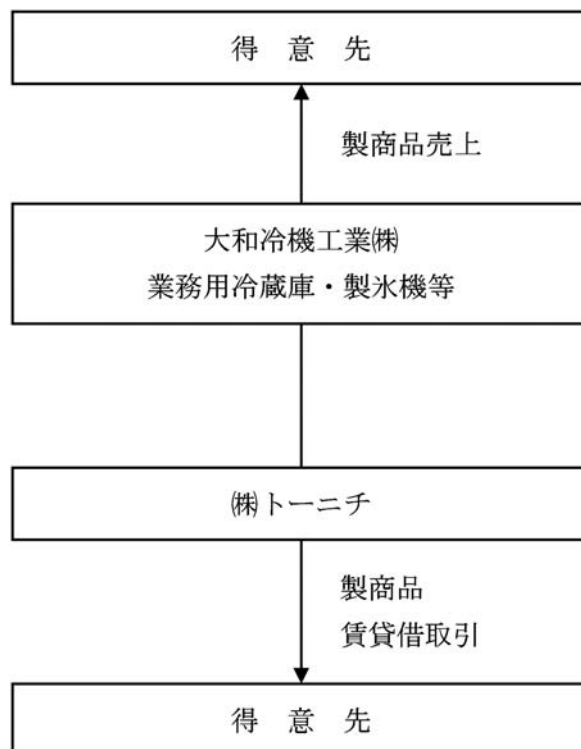 得 意 先
製商品売上
大和冷機工業㈱
業務用冷蔵庫・製氷機等
㈱トーニチ
製商品
賃貸借取引
得 意 先